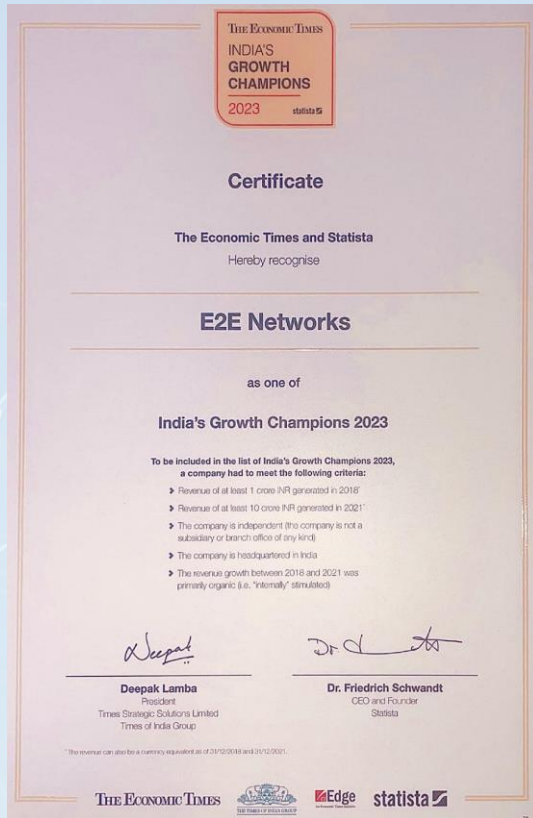 THE ECONOMIC TIMES
INDIA'S
GROWTH
CHAMPIONS
2023 statista
Certificate
The Economic Times and Statista
Hereby recognise
E2E Networks
as one of
India's Growth Champions 2023
To be included in the list of India's Growth Champions 2023,
a company had to meet the following criteria:
Revenue of at least 1 crore INR generated in 2018*
Revenue of at least 10 crore INR generated in 2021*
The company is independent (the company is not a
subsidiary or branch office of any kind)
The company is headquartered in India
The revenue growth between 2018 and 2021 was
primarily organic (i.e. "internally" stimulated)
Deepak
Deepak Lamba
President
Times Strategic Solutions Limited
Times of India Group
Dr.
Dr. Friedrich Schwandt
CEO and Founder
Statista
* The revenue can also be a currency equivalent as of 31/12/2018 and 31/12/2021.
THE ECONOMIC TIMES
THE TIMES OF INDIA GROUP
Edge
statista